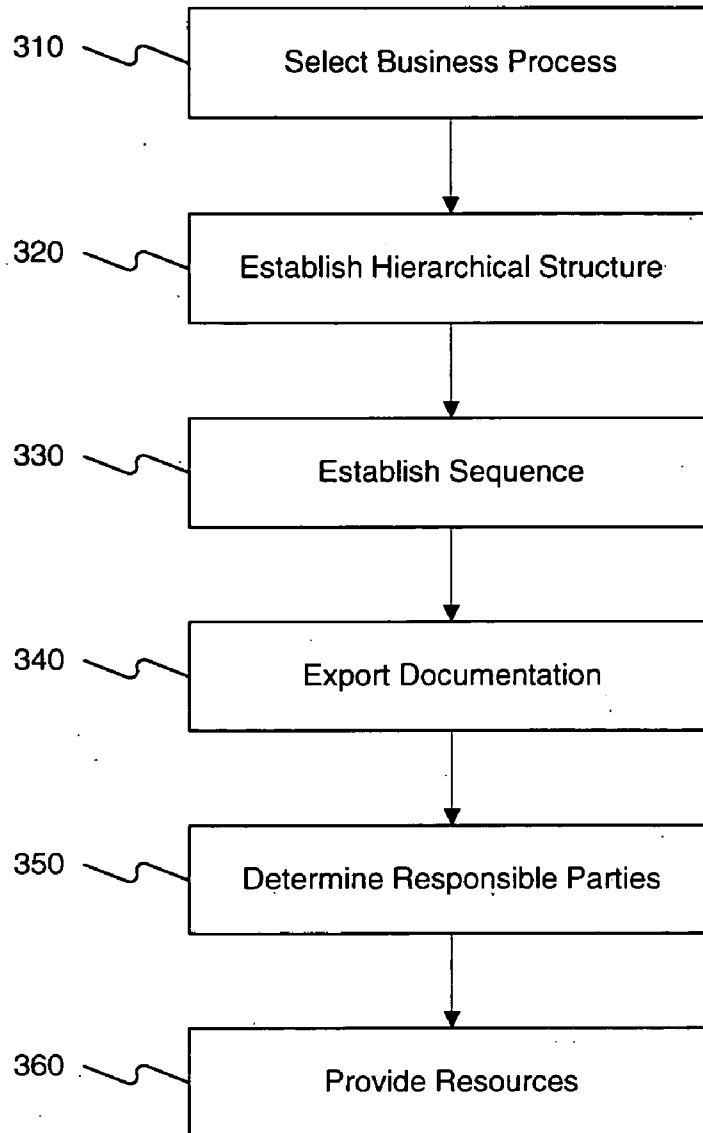 310 Select Business Process
320 Establish Hierarchical Structure
330 Establish Sequence
340 Export Documentation
350 Determine Responsible Parties
360 Provide Resources